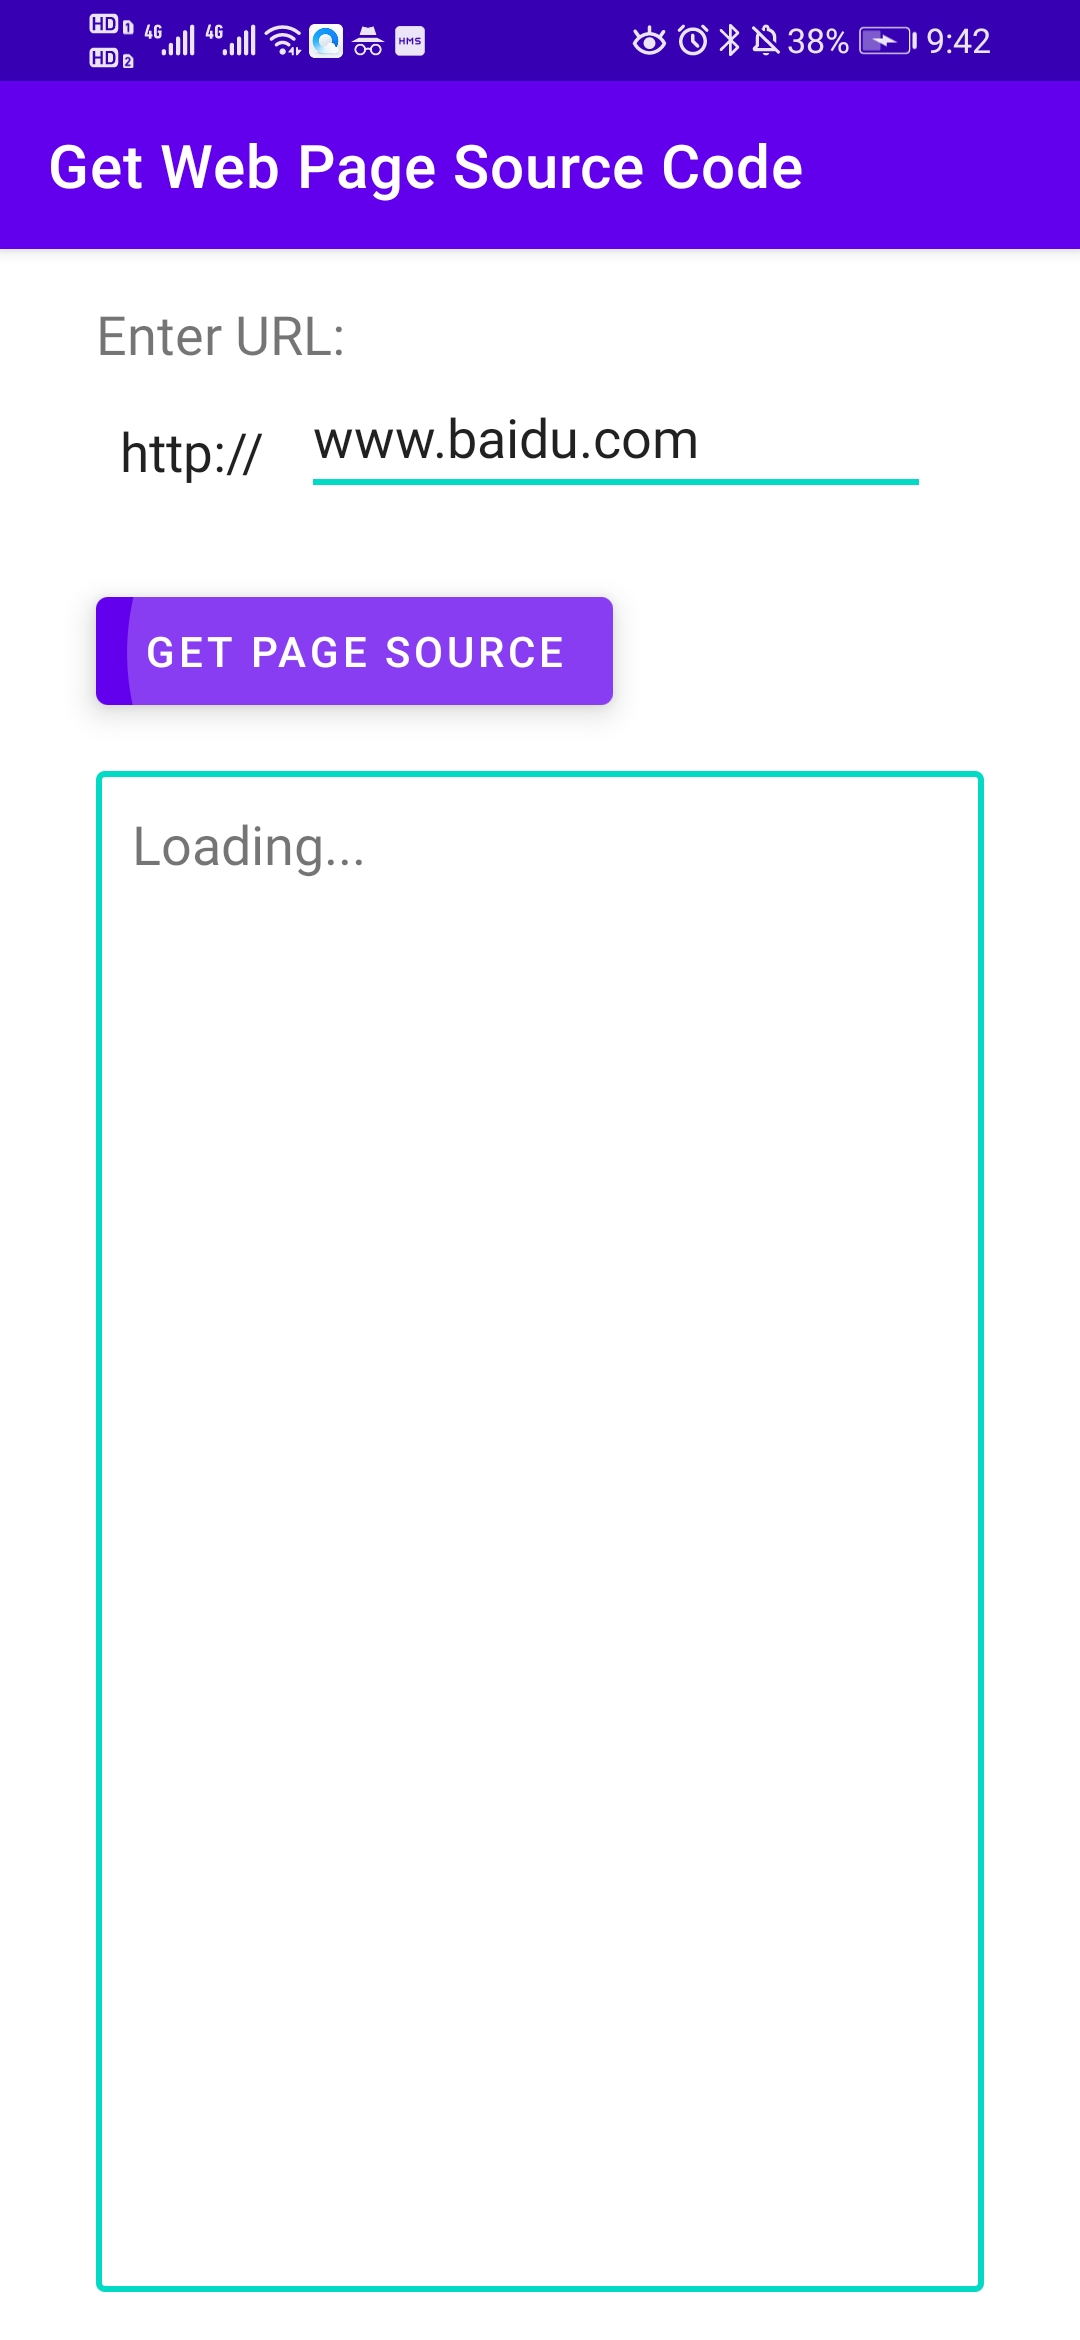 HD 1 4G 4G HMS 38% 9:42
HD 2
Get Web Page Source Code
Enter URL:
http:// www.baidu.com
GET PAGE SOURCE
Loading...